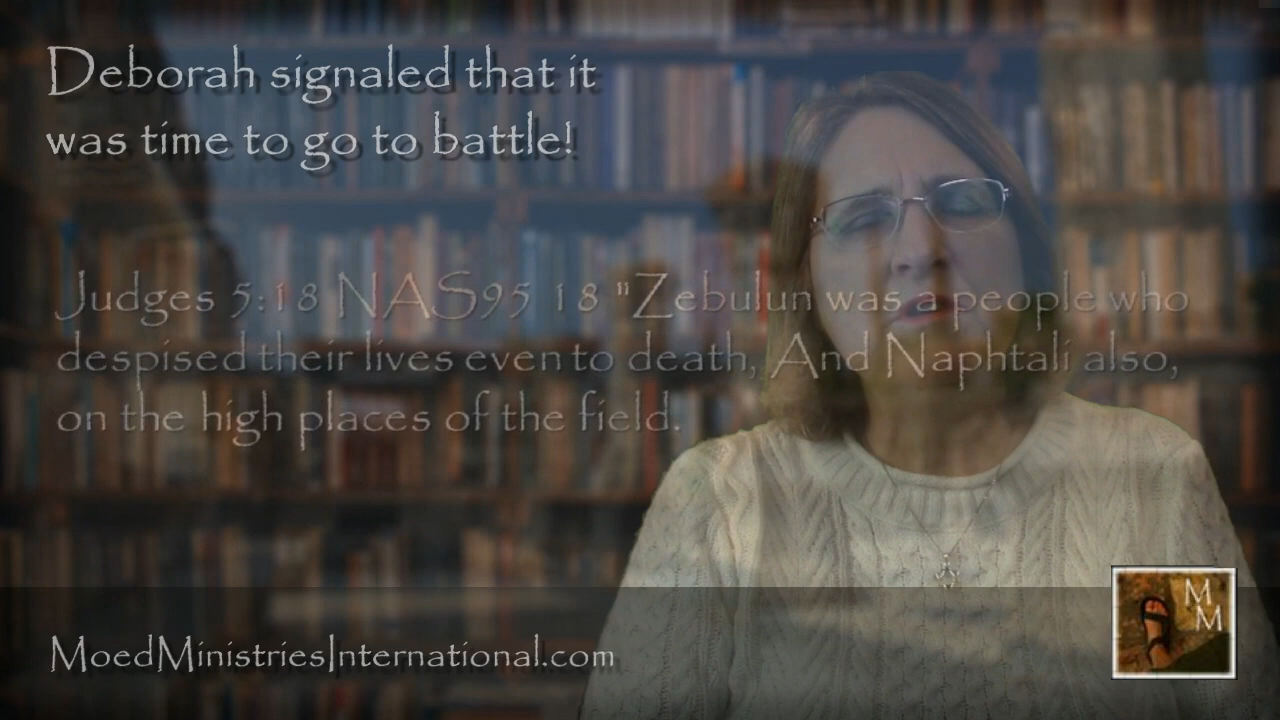 Deborah signaled that it
was time to go to battle!
Judges 5:18 NAS95 18 "Zebulun was a people who
despised their lives even to death, And Naphtali also,
on the high places of the field.
MoedMinistriesInternational.com
M
M